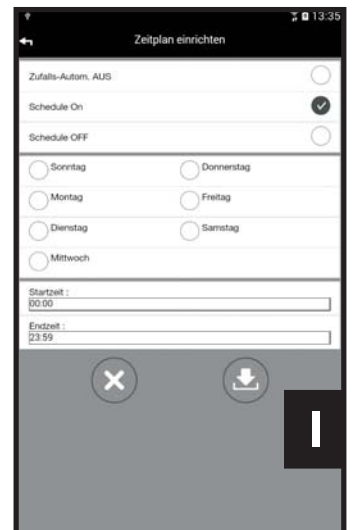 13:35
Zeitplan einrichten
Zufalls-Autom. AUS
Schedule On
Schedule OFF
Sonntag Donnerstag
Montag Freitag
Dienstag Samstag
Mittwoch
Startzeit :
00:00
Endzeit :
23:59
I